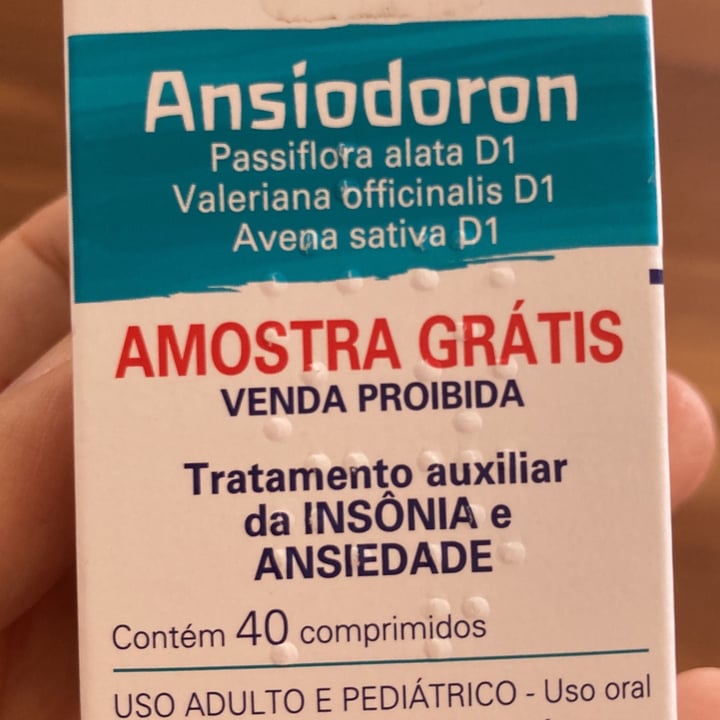 Ansiodoron
Passiflora alata D1
Valeriana officinalis D1
Avena sativa D1
AMOSTRA GRÁTIS
VENDA PROIBIDA
Tratamento auxiliar
da INSÔNIA e
ANSIEDADE
Contém 40 comprimidos
USO ADULTO E PEDIÁTRICO - Uso oral